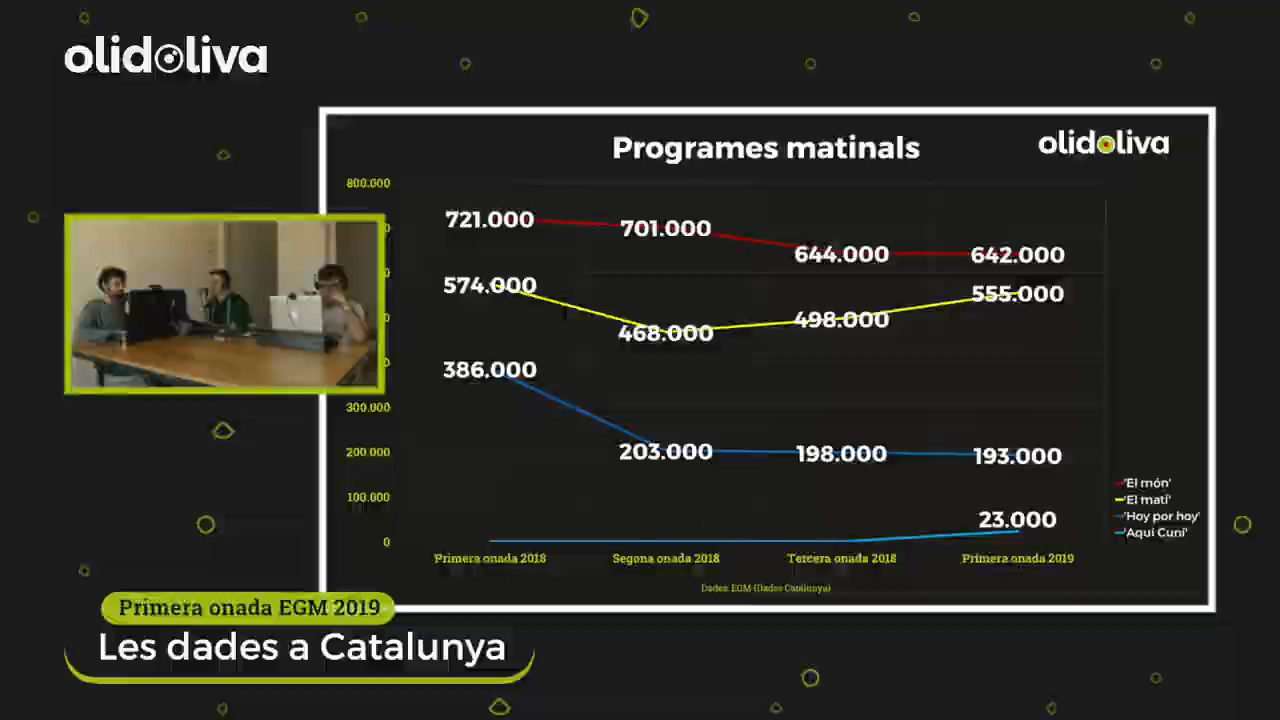 olidoliva
Programes matinals
olidoliva
800.000
721.000
701.000
644.000
642.000
574.000
468.000
498.000
555.000
386.000
300.000
203.000
198.000
193.000
200.000
100.000
23.000
0
Primera onada 2018
Segona onada 2018
Tercera onada 2018
Primera onada 2019
'El món'
'El matí'
'Hoy por hoy'
'Aquí Cuní'
Dades: EGM (Dades Catalunya)
Primera onada EGM 2019
Les dades a Catalunya